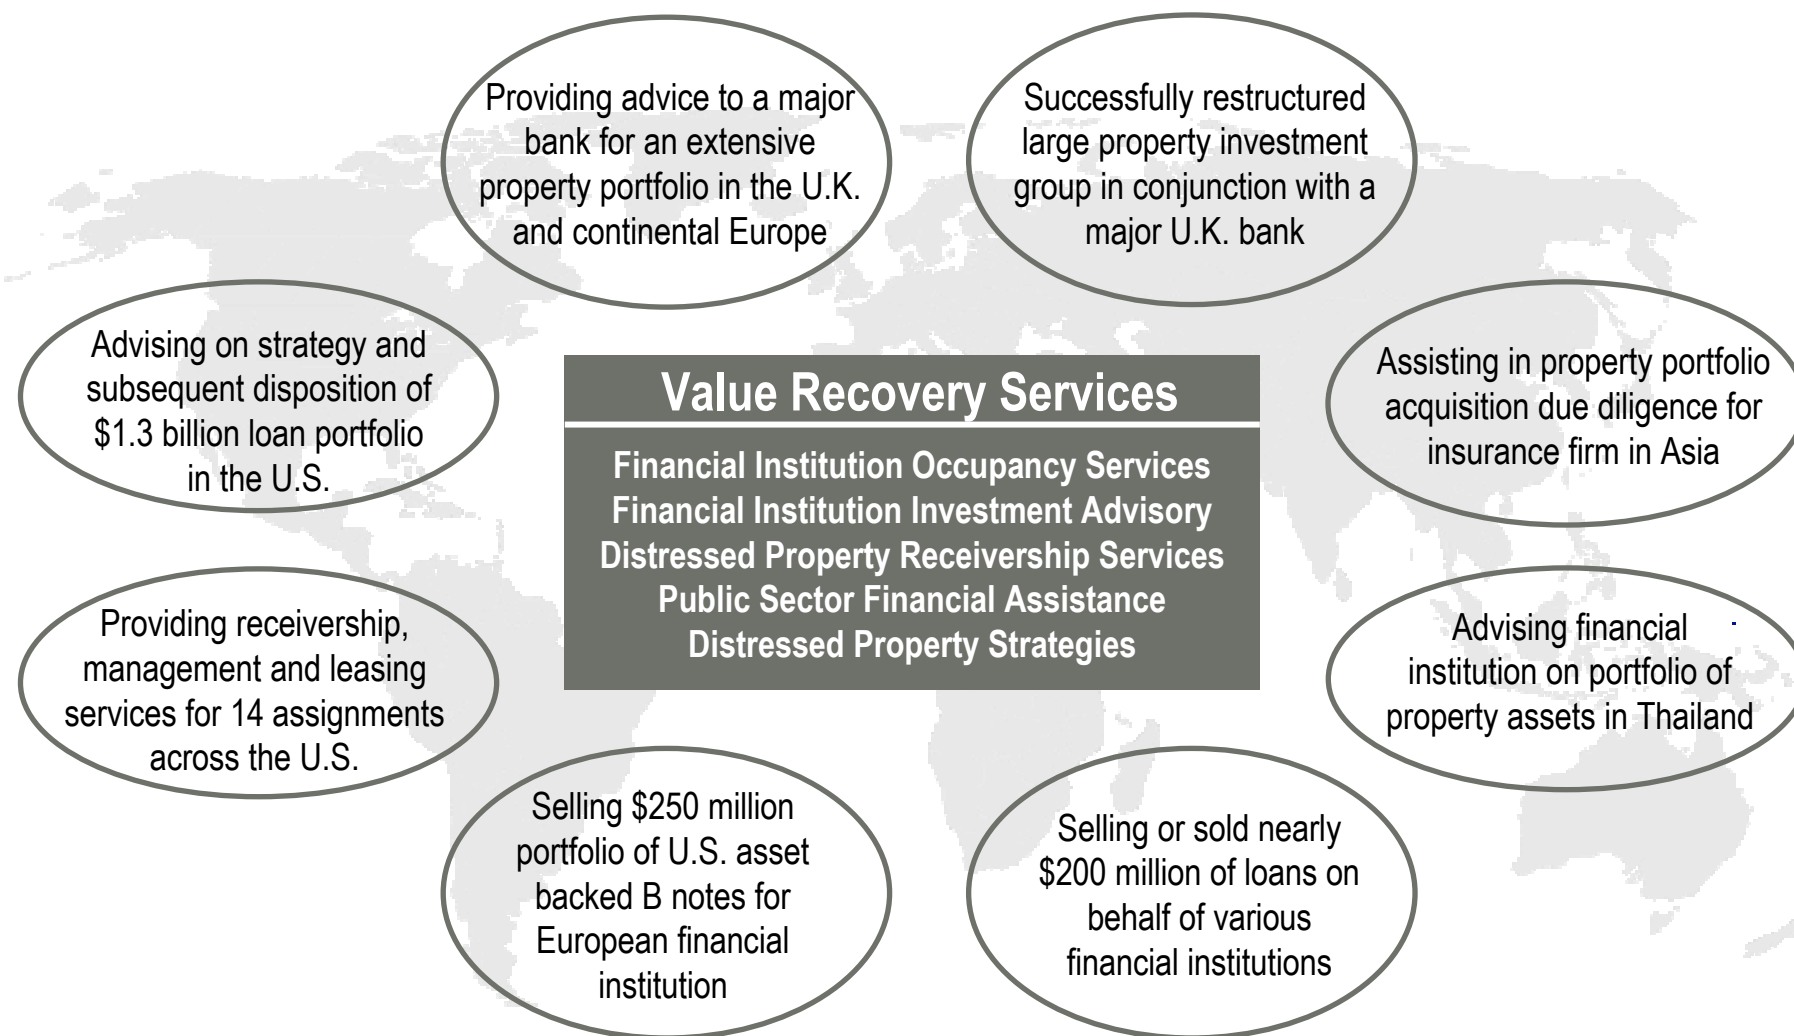 Providing advice to a major
bank for an extensive
property portfolio in the U.K.
and continental Europe
Successfully restructured
large property investment
group in conjunction with a
major U.K. bank
Advising on strategy and
subsequent disposition of
$1.3 billion loan portfolio
in the U.S.
Value Recovery Services
Financial Institution Occupancy Services
Financial Institution Investment Advisory
Distressed Property Receivership Services
Public Sector Financial Assistance
Distressed Property Strategies
Assisting in property portfolio
acquisition due diligence for
insurance firm in Asia
Providing receivership,
management and leasing
services for 14 assignments
across the U.S.
Advising financial
institution on portfolio of
property assets in Thailand
Selling $250 million
portfolio of U.S. asset
backed B notes for
European financial
institution
Selling or sold nearly
$200 million of loans on
behalf of various
financial institutions